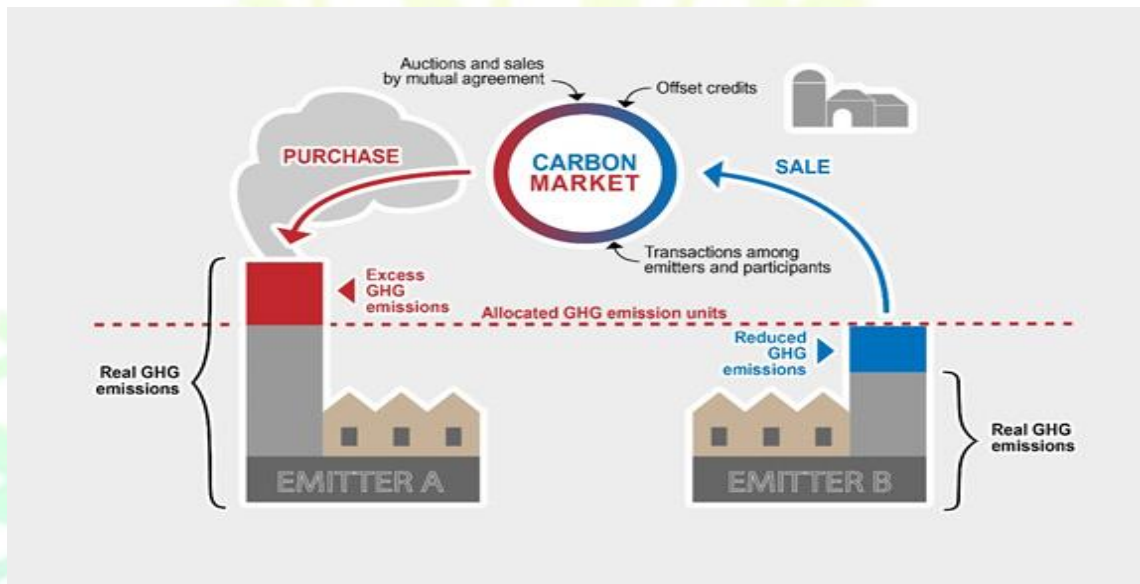 Auctions and sales
by mutual agreement
Offset credits
PURCHASE
CARBON
MARKET
SALE
Transactions among
emitters and participants
Excess
GHG
emissions
Allocated GHG emission units
Reduced
GHG
emissions
Real GHG
emissions
Real GHG
emissions
EMITTER A
EMITTER B